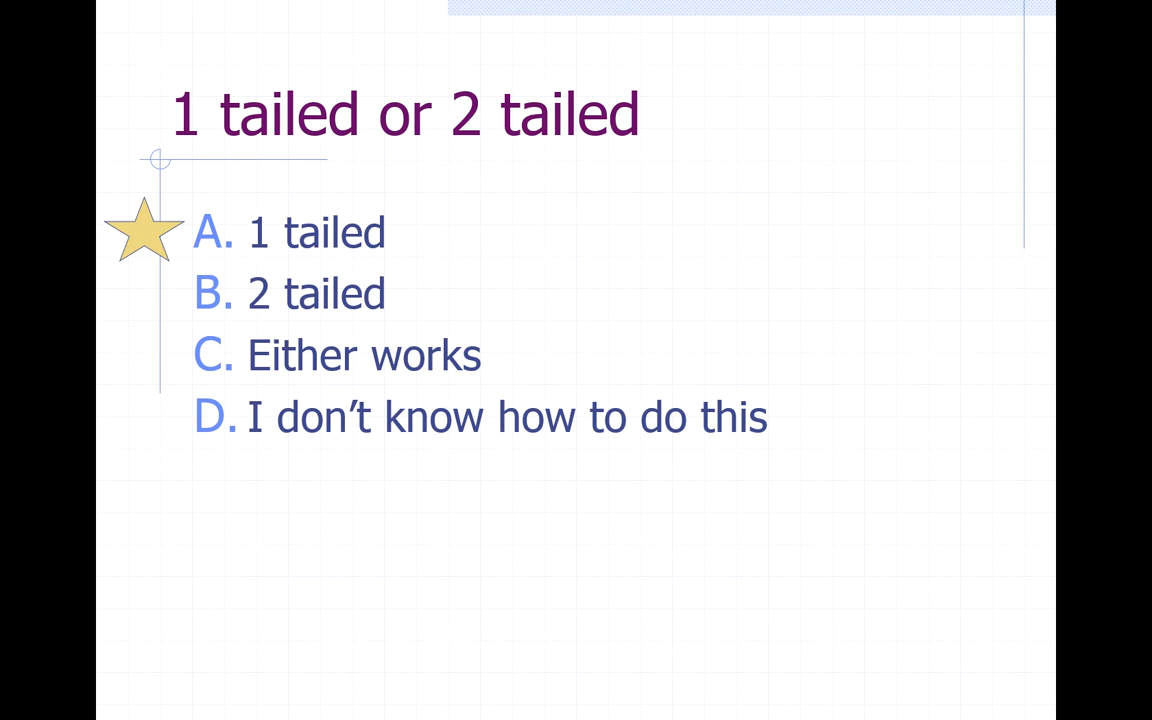 1 tailed or 2 tailed
A. 1 tailed
B. 2 tailed
C. Either works
D. I don’t know how to do this